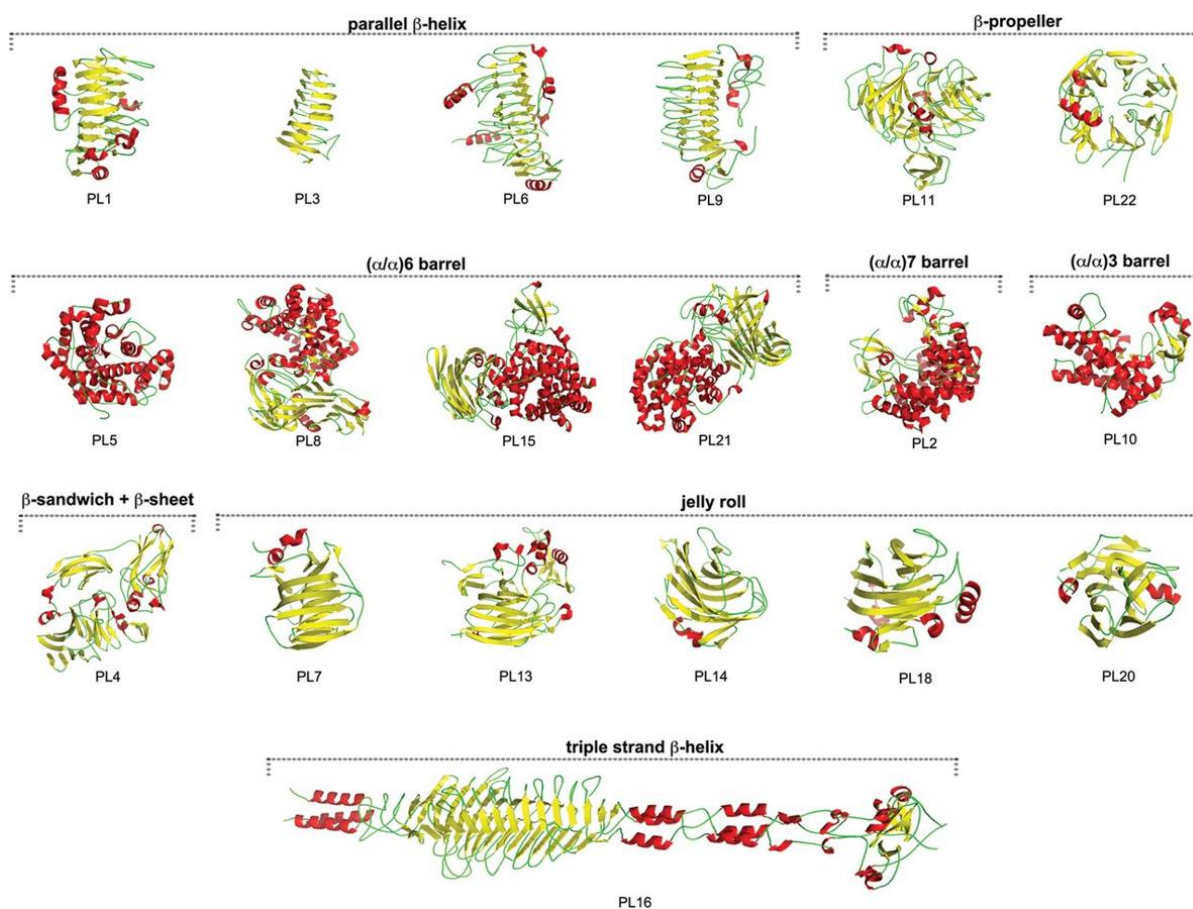 parallel β-helix β-propeller
PL1 PL3 PL6 PL9 PL11 PL22
(α/α)6 barrel (α/α)7 barrel (α/α)3 barrel
PL5 PL8 PL15 PL21 PL2 PL10
β-sandwich + β-sheet jelly roll
PL4 PL7 PL13 PL14 PL18 PL20
triple strand β-helix
PL16